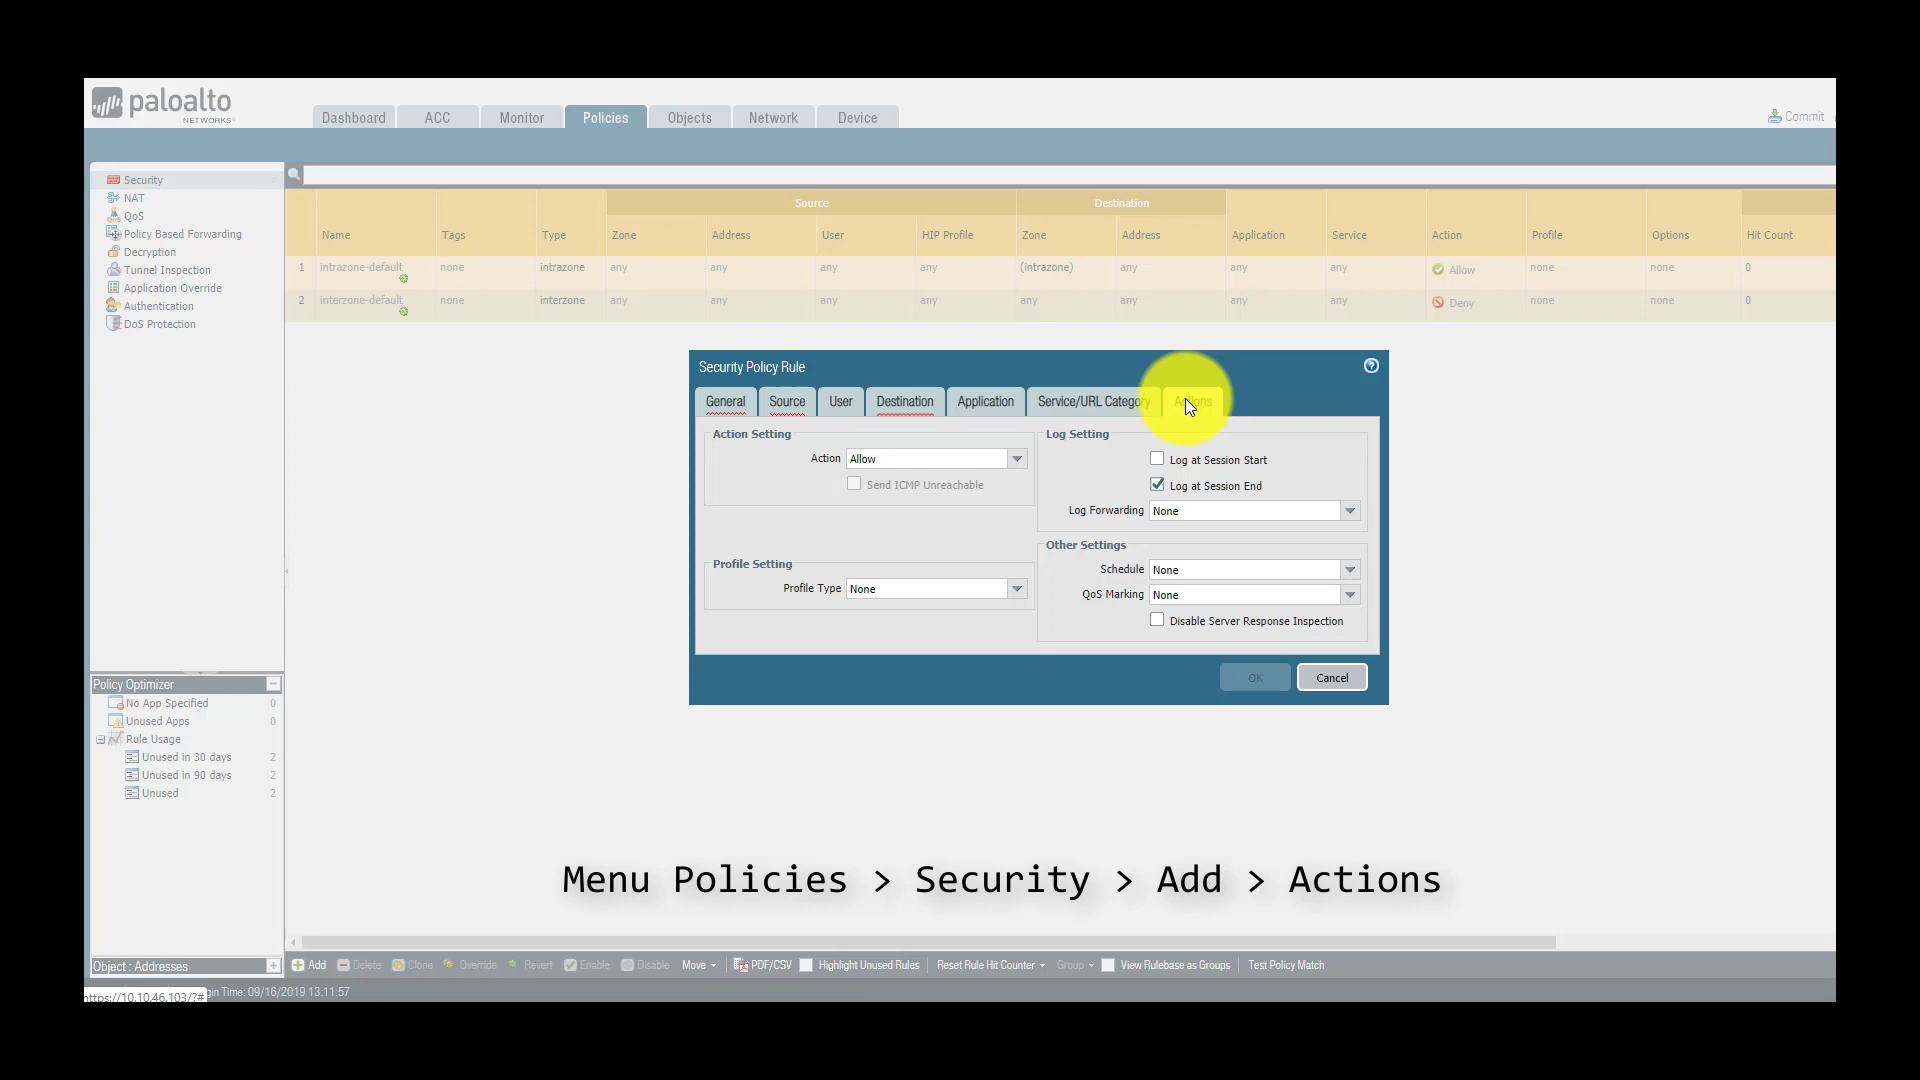 paloalto
NETWORKS
Dashboard ACC Monitor Policies Objects Network Device
Commit
Security
NAT
QoS
Policy Based Forwarding
Decryption
Tunnel Inspection
Application Override
Authentication
DoS Protection
Source Destination
Name Tags Type Zone Address User HIP Profile Zone Address Application Service Action Profile Options Hit Count
1 intrazone-default none intrazone any any any any (intrazone) any any any Allow none none 0
2 interzone-default none interzone any any any any any any any any Deny none none 0
Security Policy Rule
General Source User Destination Application Service/URL Category Actions
Action Setting
Action Allow
Send ICMP Unreachable
Profile Setting
Profile Type None
Log Setting
Log at Session Start
Log at Session End
Log Forwarding None
Other Settings
Schedule None
QoS Marking None
Disable Server Response Inspection
OK Cancel
Policy Optimizer
No App Specified 0
Unused Apps 0
Rule Usage
Unused in 30 days 2
Unused in 90 days 2
Unused 2
Menu Policies > Security > Add > Actions
Object : Addresses
Add Delete Clone Override Revert Enable Disable Move PDF/CSV Highlight Unused Rules Reset Rule Hit Counter Group View Rulebase as Groups Test Policy Match
https://10.10.46.103/?# gin Time: 09/16/2019 13:11:57